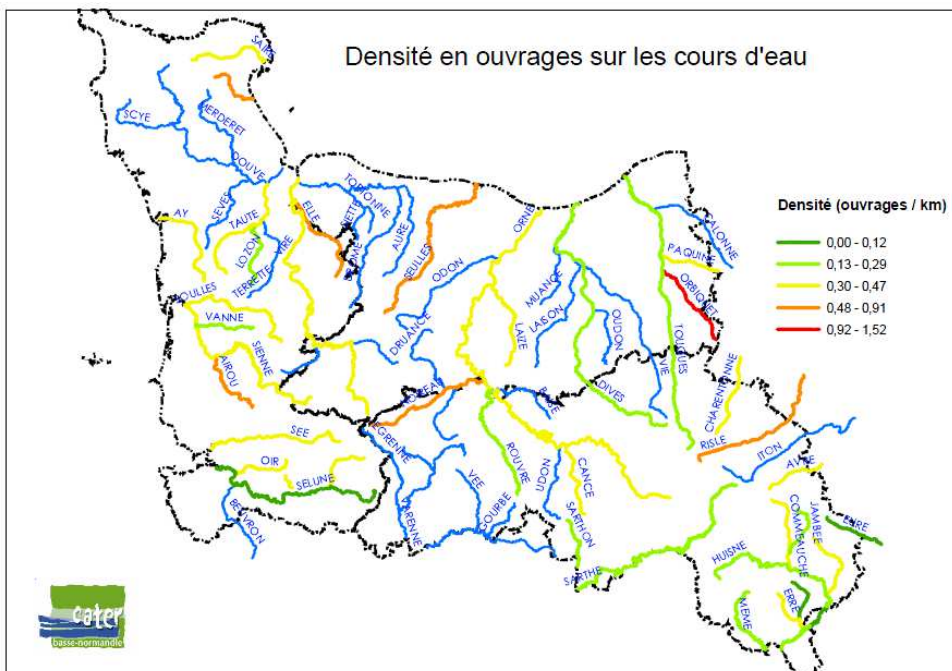 Densité en ouvrages sur les cours d'eau
Densité (ouvrages / km)
0,00 - 0,12
0,13 - 0,29
0,30 - 0,47
0,48 - 0,91
0,92 - 1,52
SCYE
MERDERET
DOUVE
SEVES
AY
TAUTE
LOZON
TERRETTE
VIRE
ELLE
DROME
TORTONNE
AURE
SEULLES
ODON
ORNE
DRUANCE
LAIZE
MUANCE
LAISON
OUDON
DIVES
VIE
TOUQUES
CALONNE
PAQUINE
ORBIQUET
CHARENTONNE
RISLE
ITON
AVRE
SOULLES
VANNE
SIENNE
AIROU
SEE
OIR
SELUNE
BEUVRON
EGRENNE
VARENNE
VEE
GOURBE
ROUVRE
UDON
BAIZE
CANCE
SARTHON
SARTHE
HUISNE
COMMEAUCHE
JAMBEE
EURE
ERRE
MEME
cater
basse-normandie